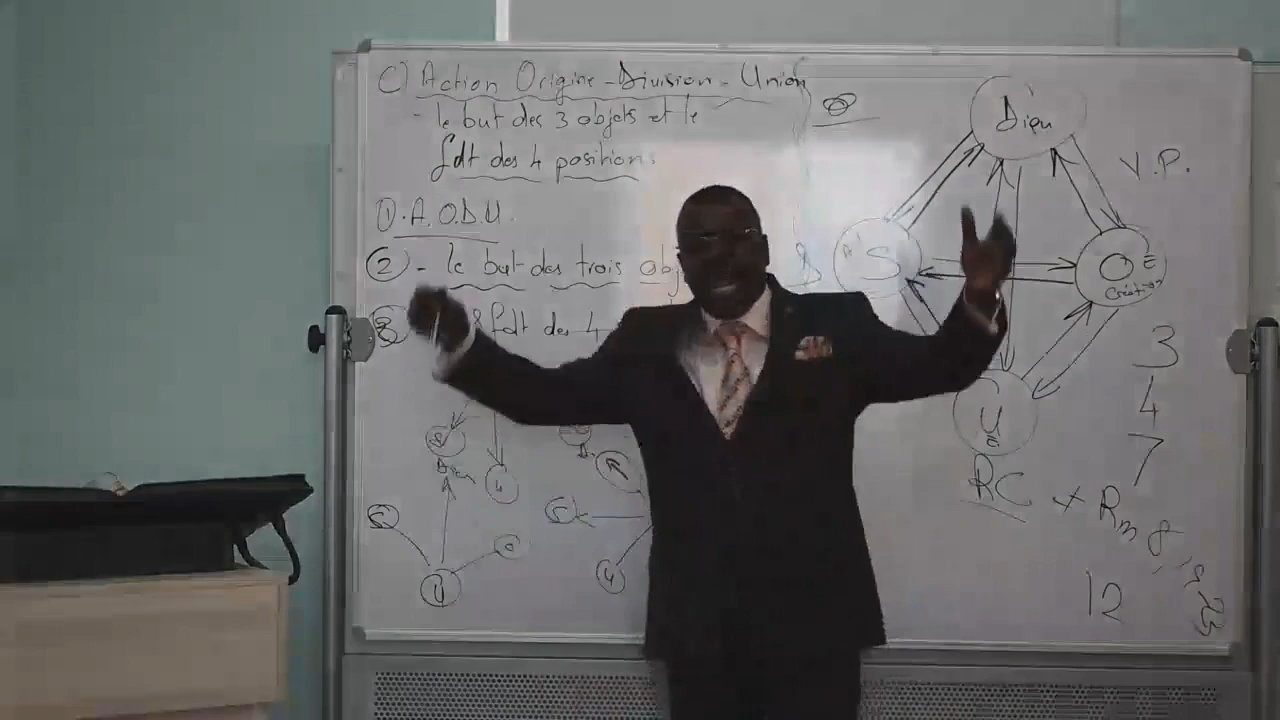 C) Action Origine - Division - Union
- le but des 3 objets et le
fdt des 4 positions
1) A.O.D.U.
2 - le but des trois obj
3 fdt des 4
Dieu
V.P.
S
O
Création
U
RC
3
4
7
12